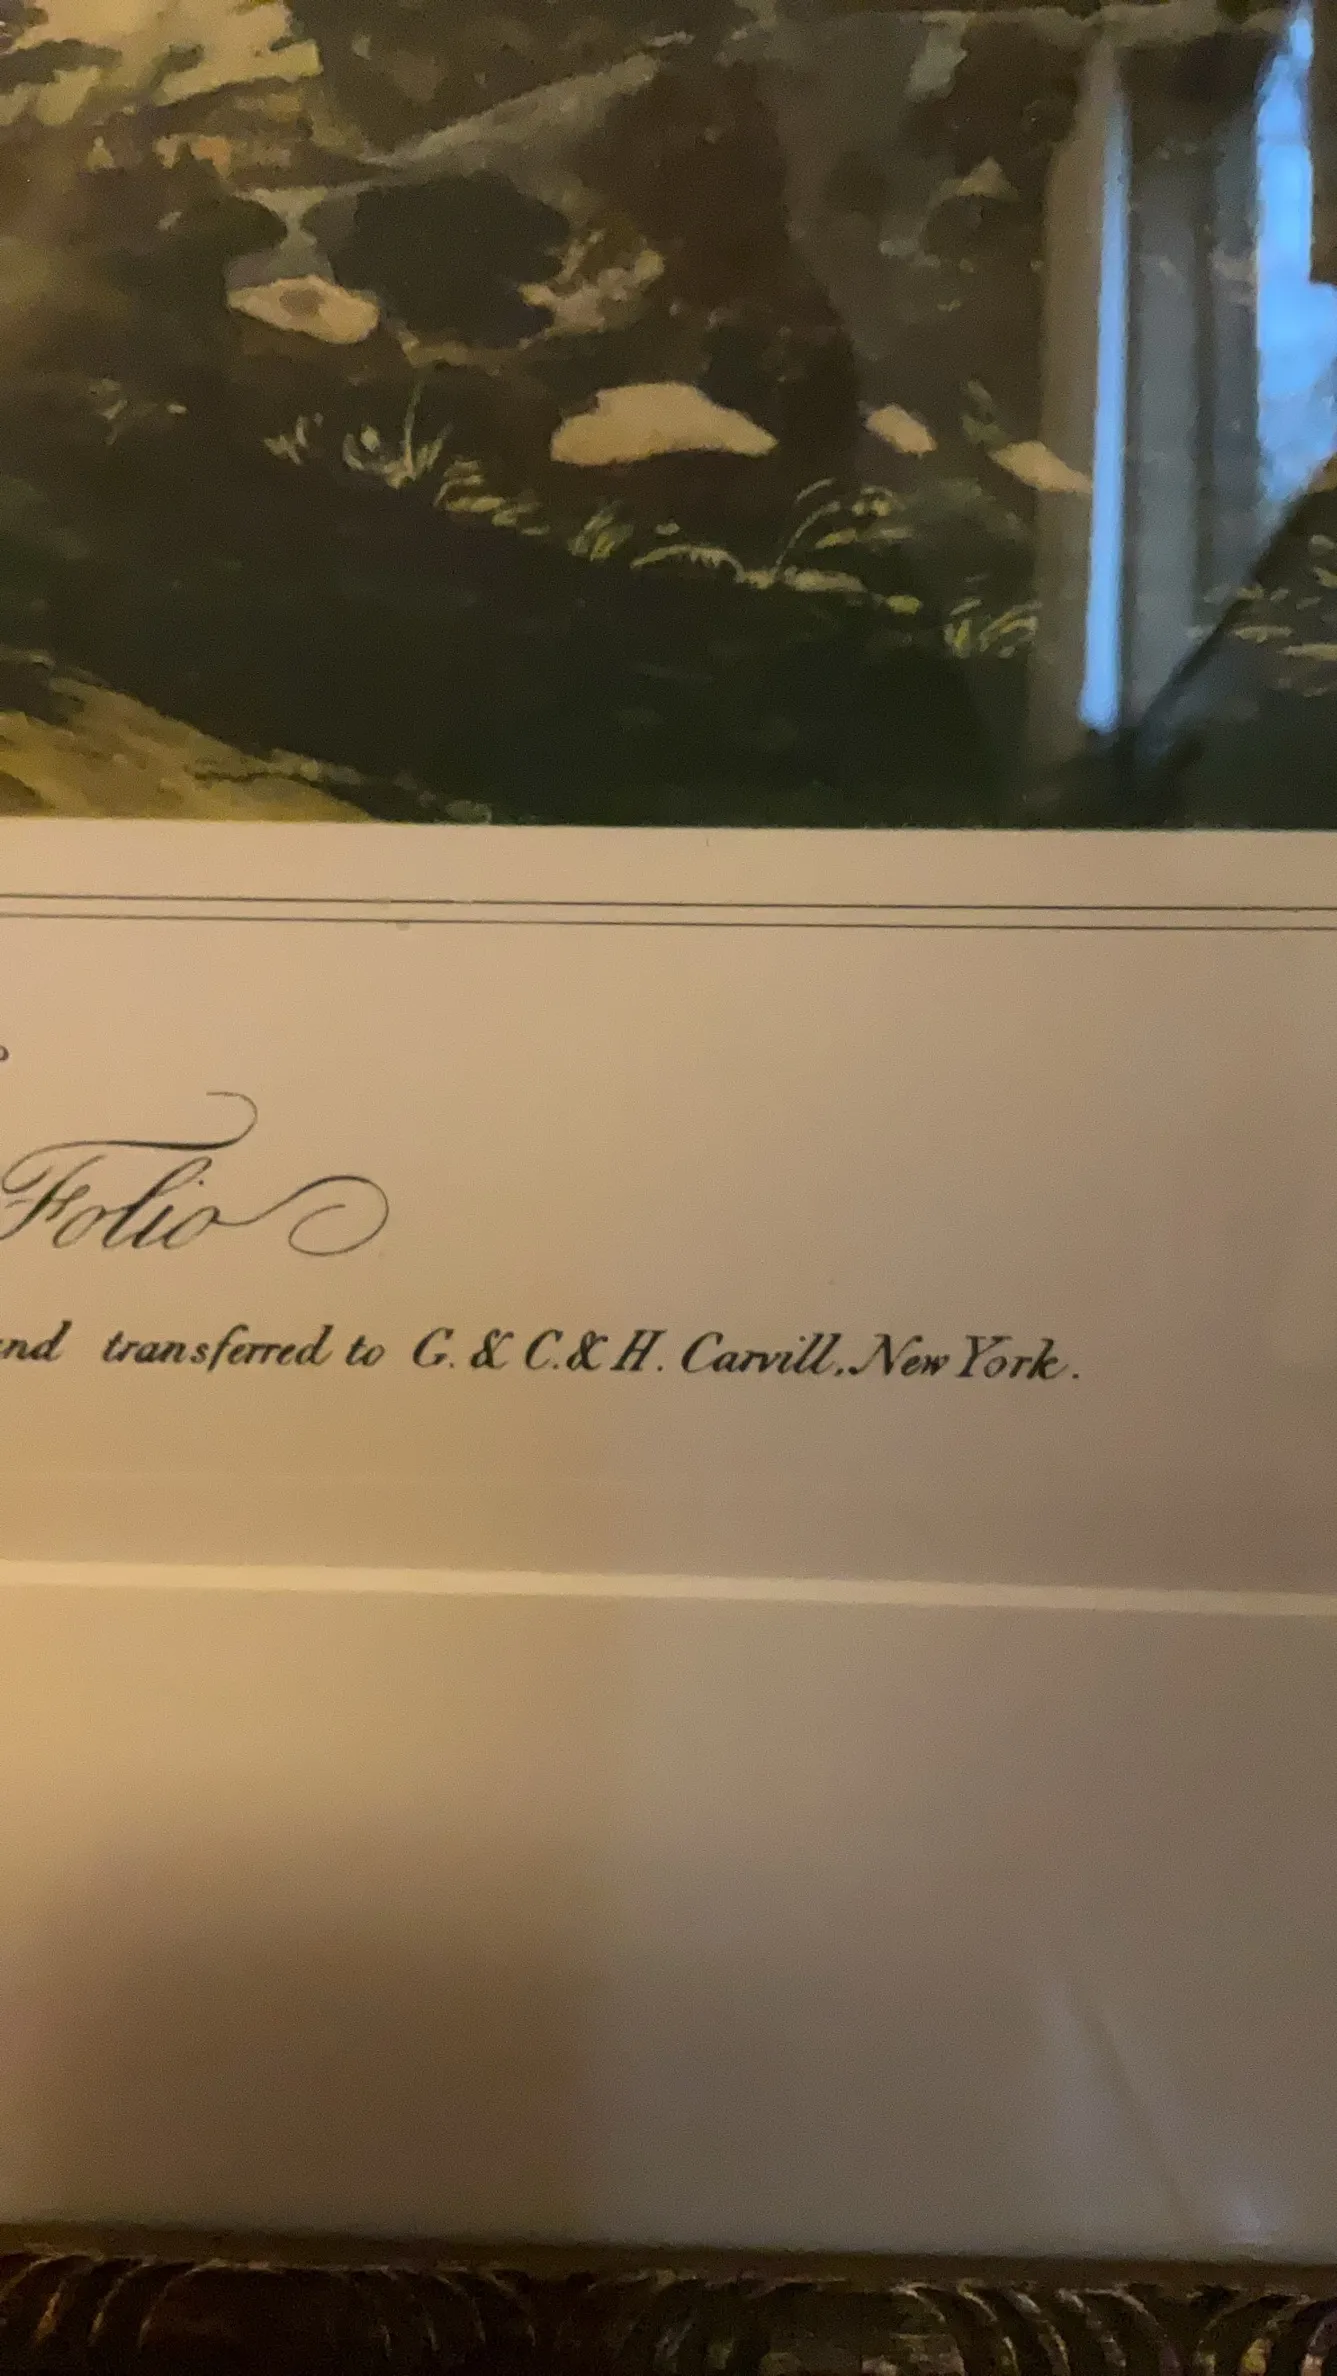 Folio
nd transferred to G. & C. & H. Carvill. New York.